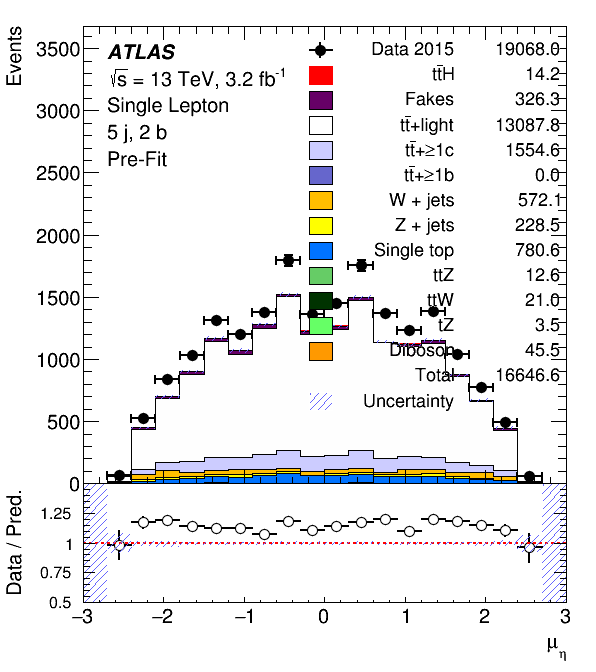 Events
3500
3000
2500
2000
1500
1000
500
0
ATLAS
√s = 13 TeV, 3.2 fb⁻¹
Single Lepton
5 j, 2 b
Pre-Fit
Data 2015 19068.0
tt̄H 14.2
Fakes 326.3
tt̄+light 13087.8
tt̄+≥1c 1554.6
tt̄+≥1b 0.0
W + jets 572.1
Z + jets 228.5
Single top 780.6
ttZ 12.6
ttW 21.0
tZ 3.5
Diboson 45.5
Total 16646.6
Uncertainty
Data / Pred.
1.25
1
0.75
0.5
−3 −2 −1 0 1 2 3
μη